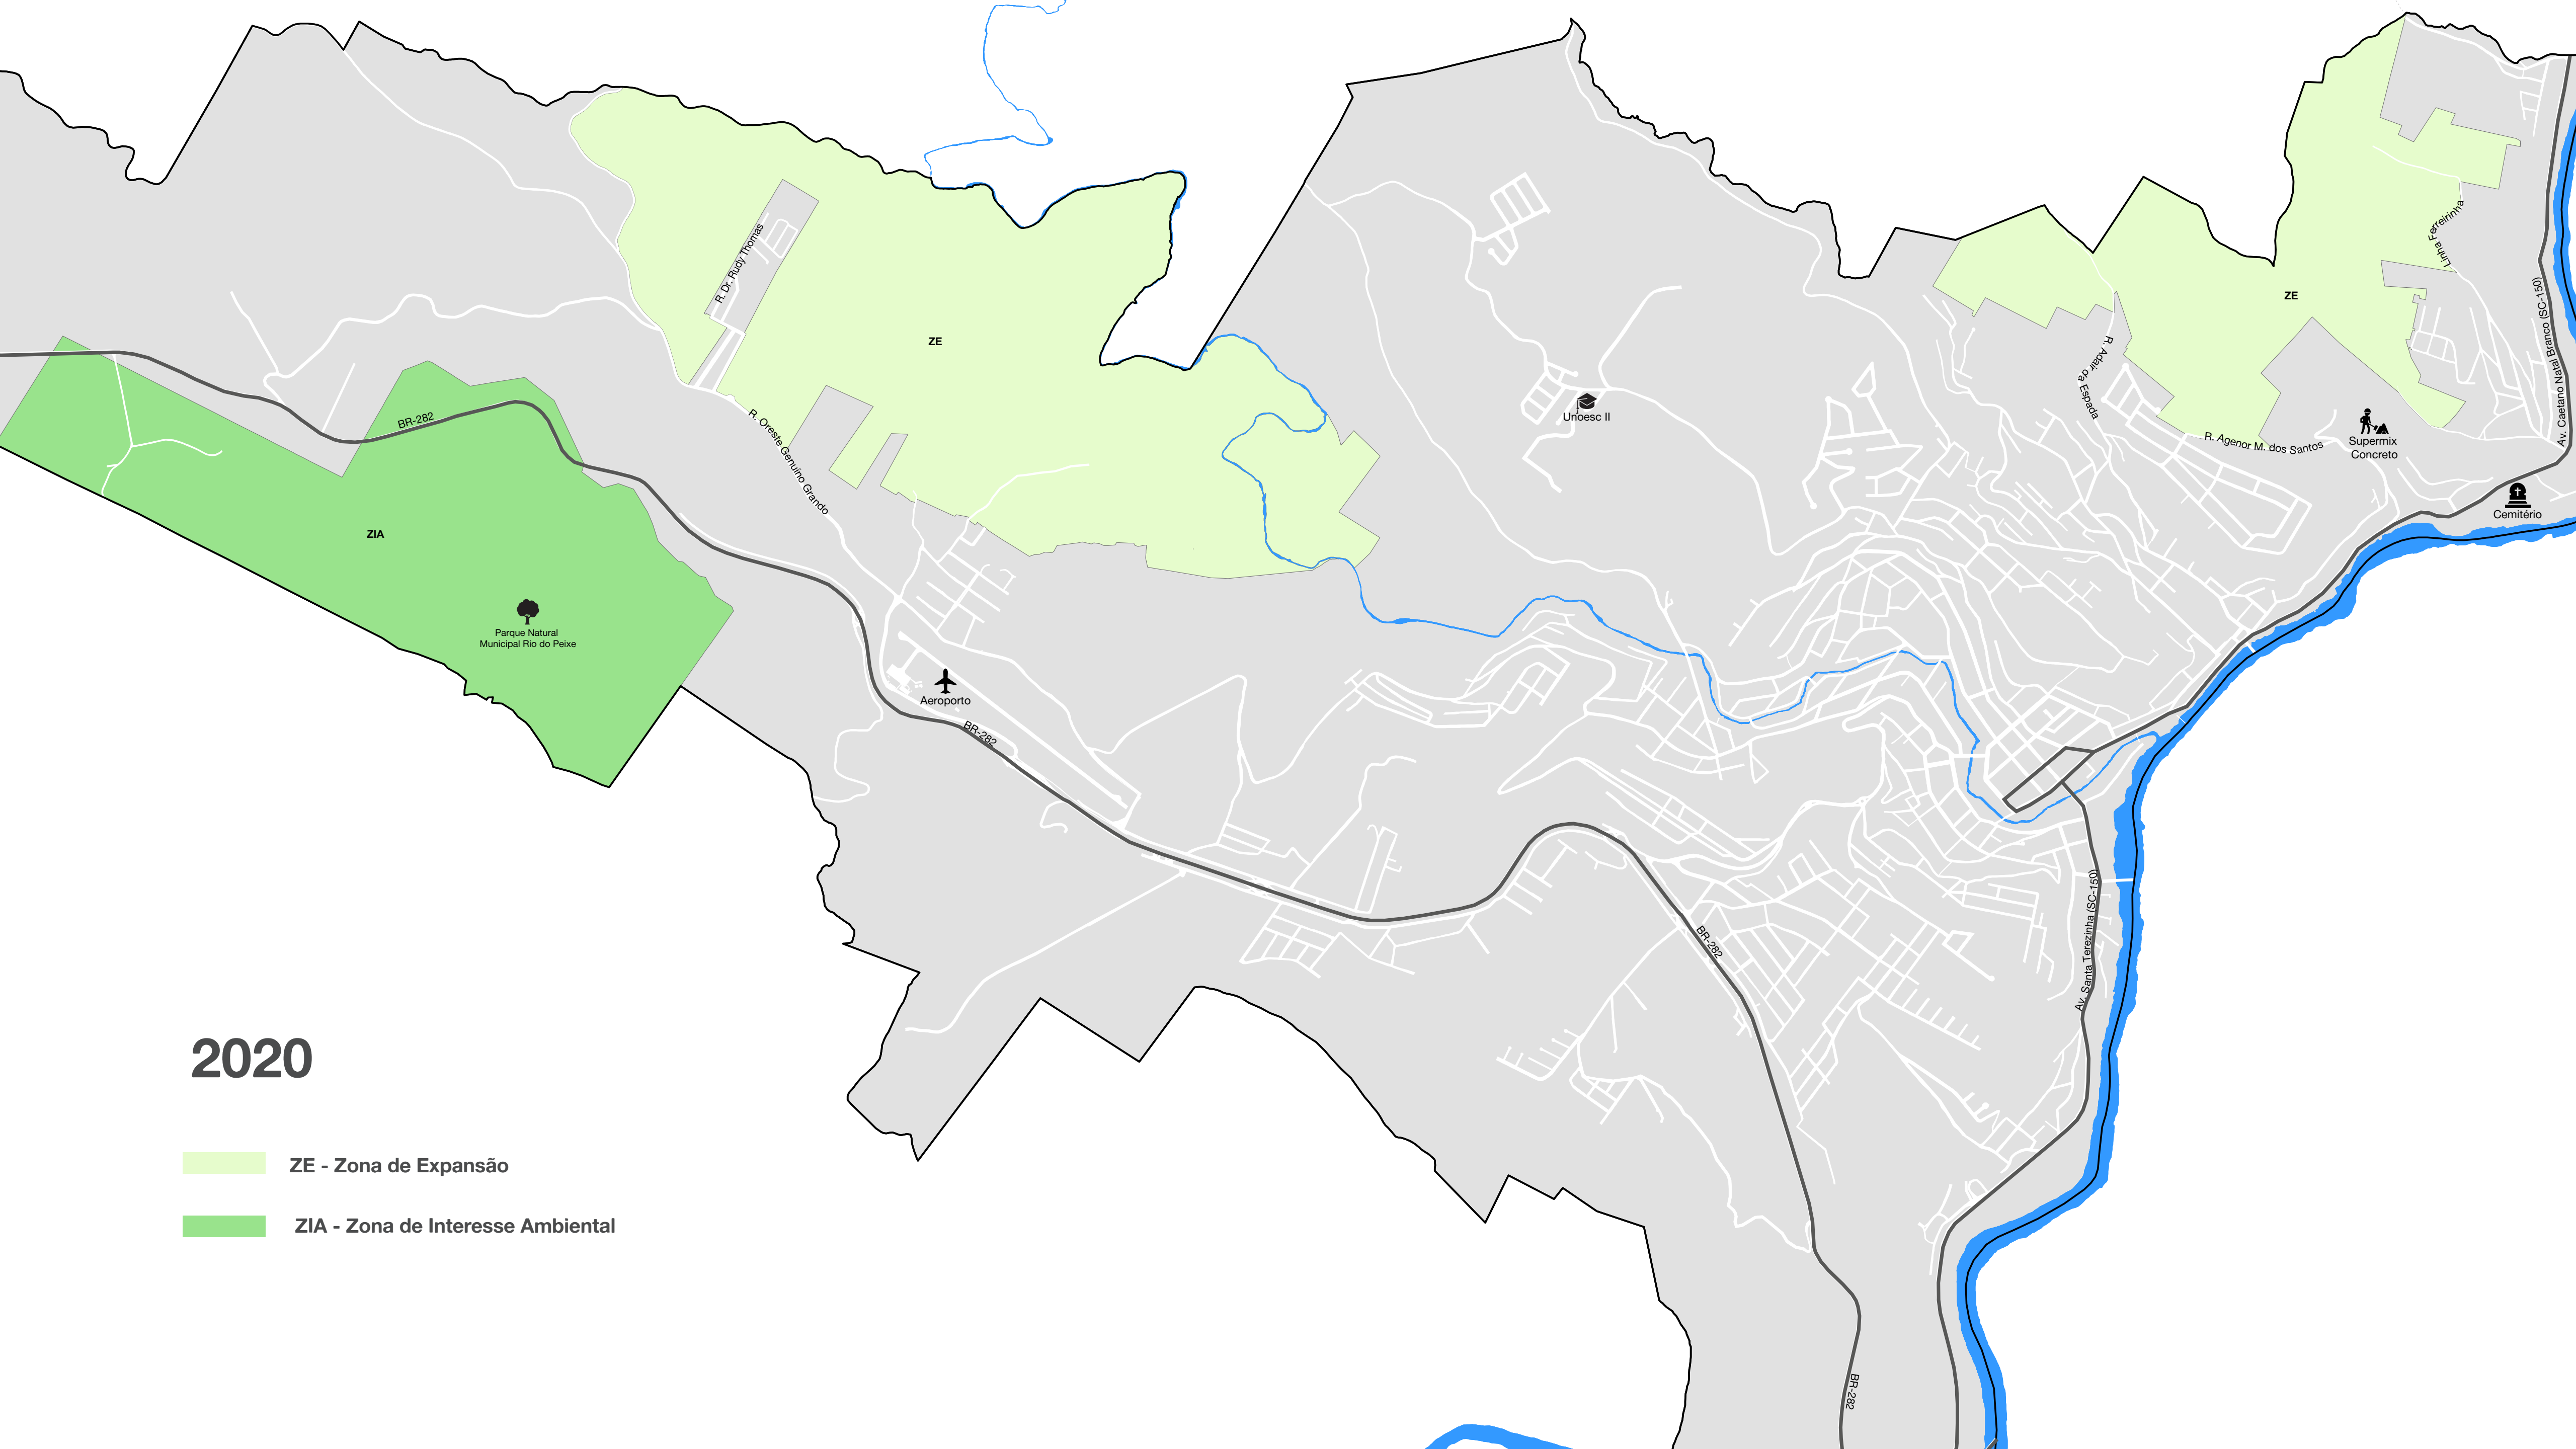 Linha Ferreirinha
R. Dr. Rudy Thomas
ZE
ZE
Av. Caetano Natal Branco (SC-150)
R. Adair da Espada
BR-282
R. Oreste Genuíno Grando
Unoesc II
R. Agenor M. dos Santos
Supermix
Concreto
Cemitério
ZIA
Parque Natural
Municipal Rio do Peixe
Aeroporto
BR-282
BR-282
Av. Santa Terezinha (SC-150)
2020
ZE - Zona de Expansão
ZIA - Zona de Interesse Ambiental
BR-282